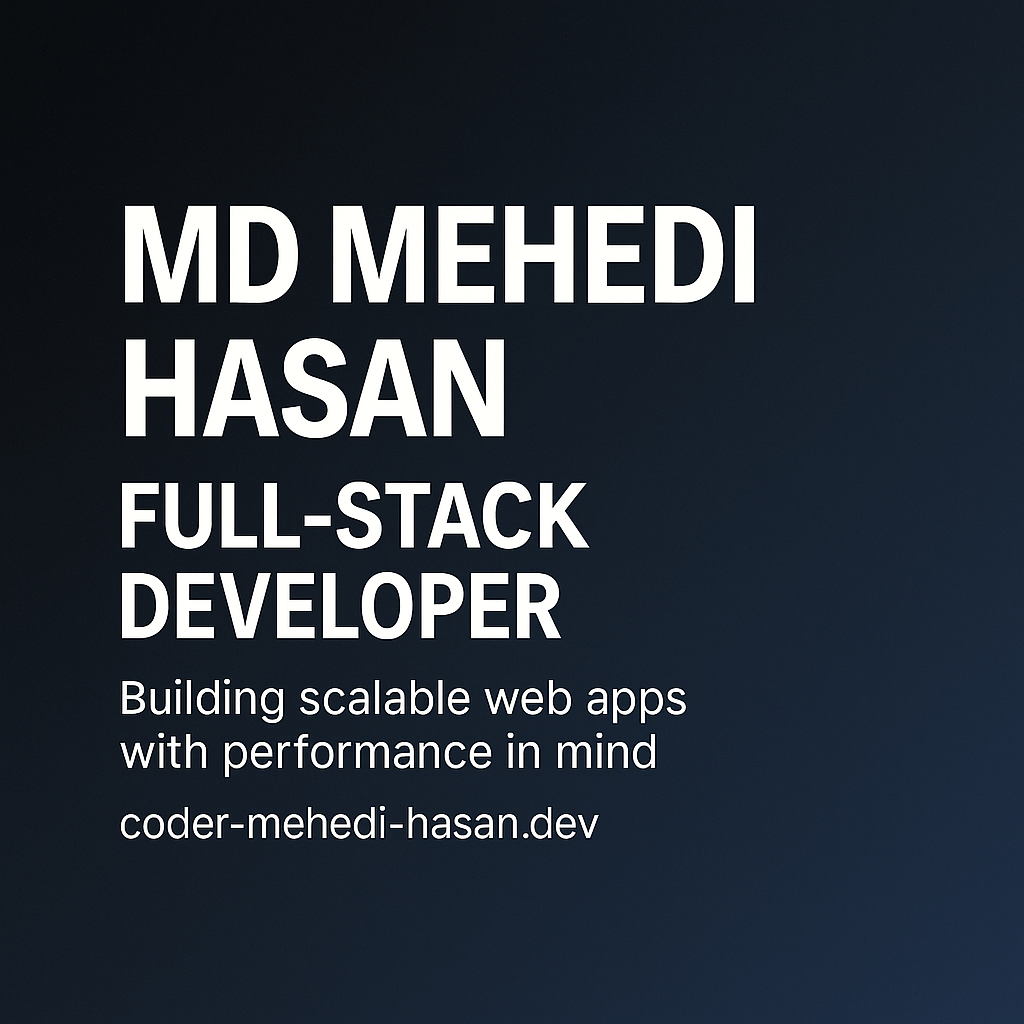 MD MEHEDI
HASAN
FULL-STACK
DEVELOPER
Building scalable web apps
with performance in mind
coder-mehedi-hasan.dev